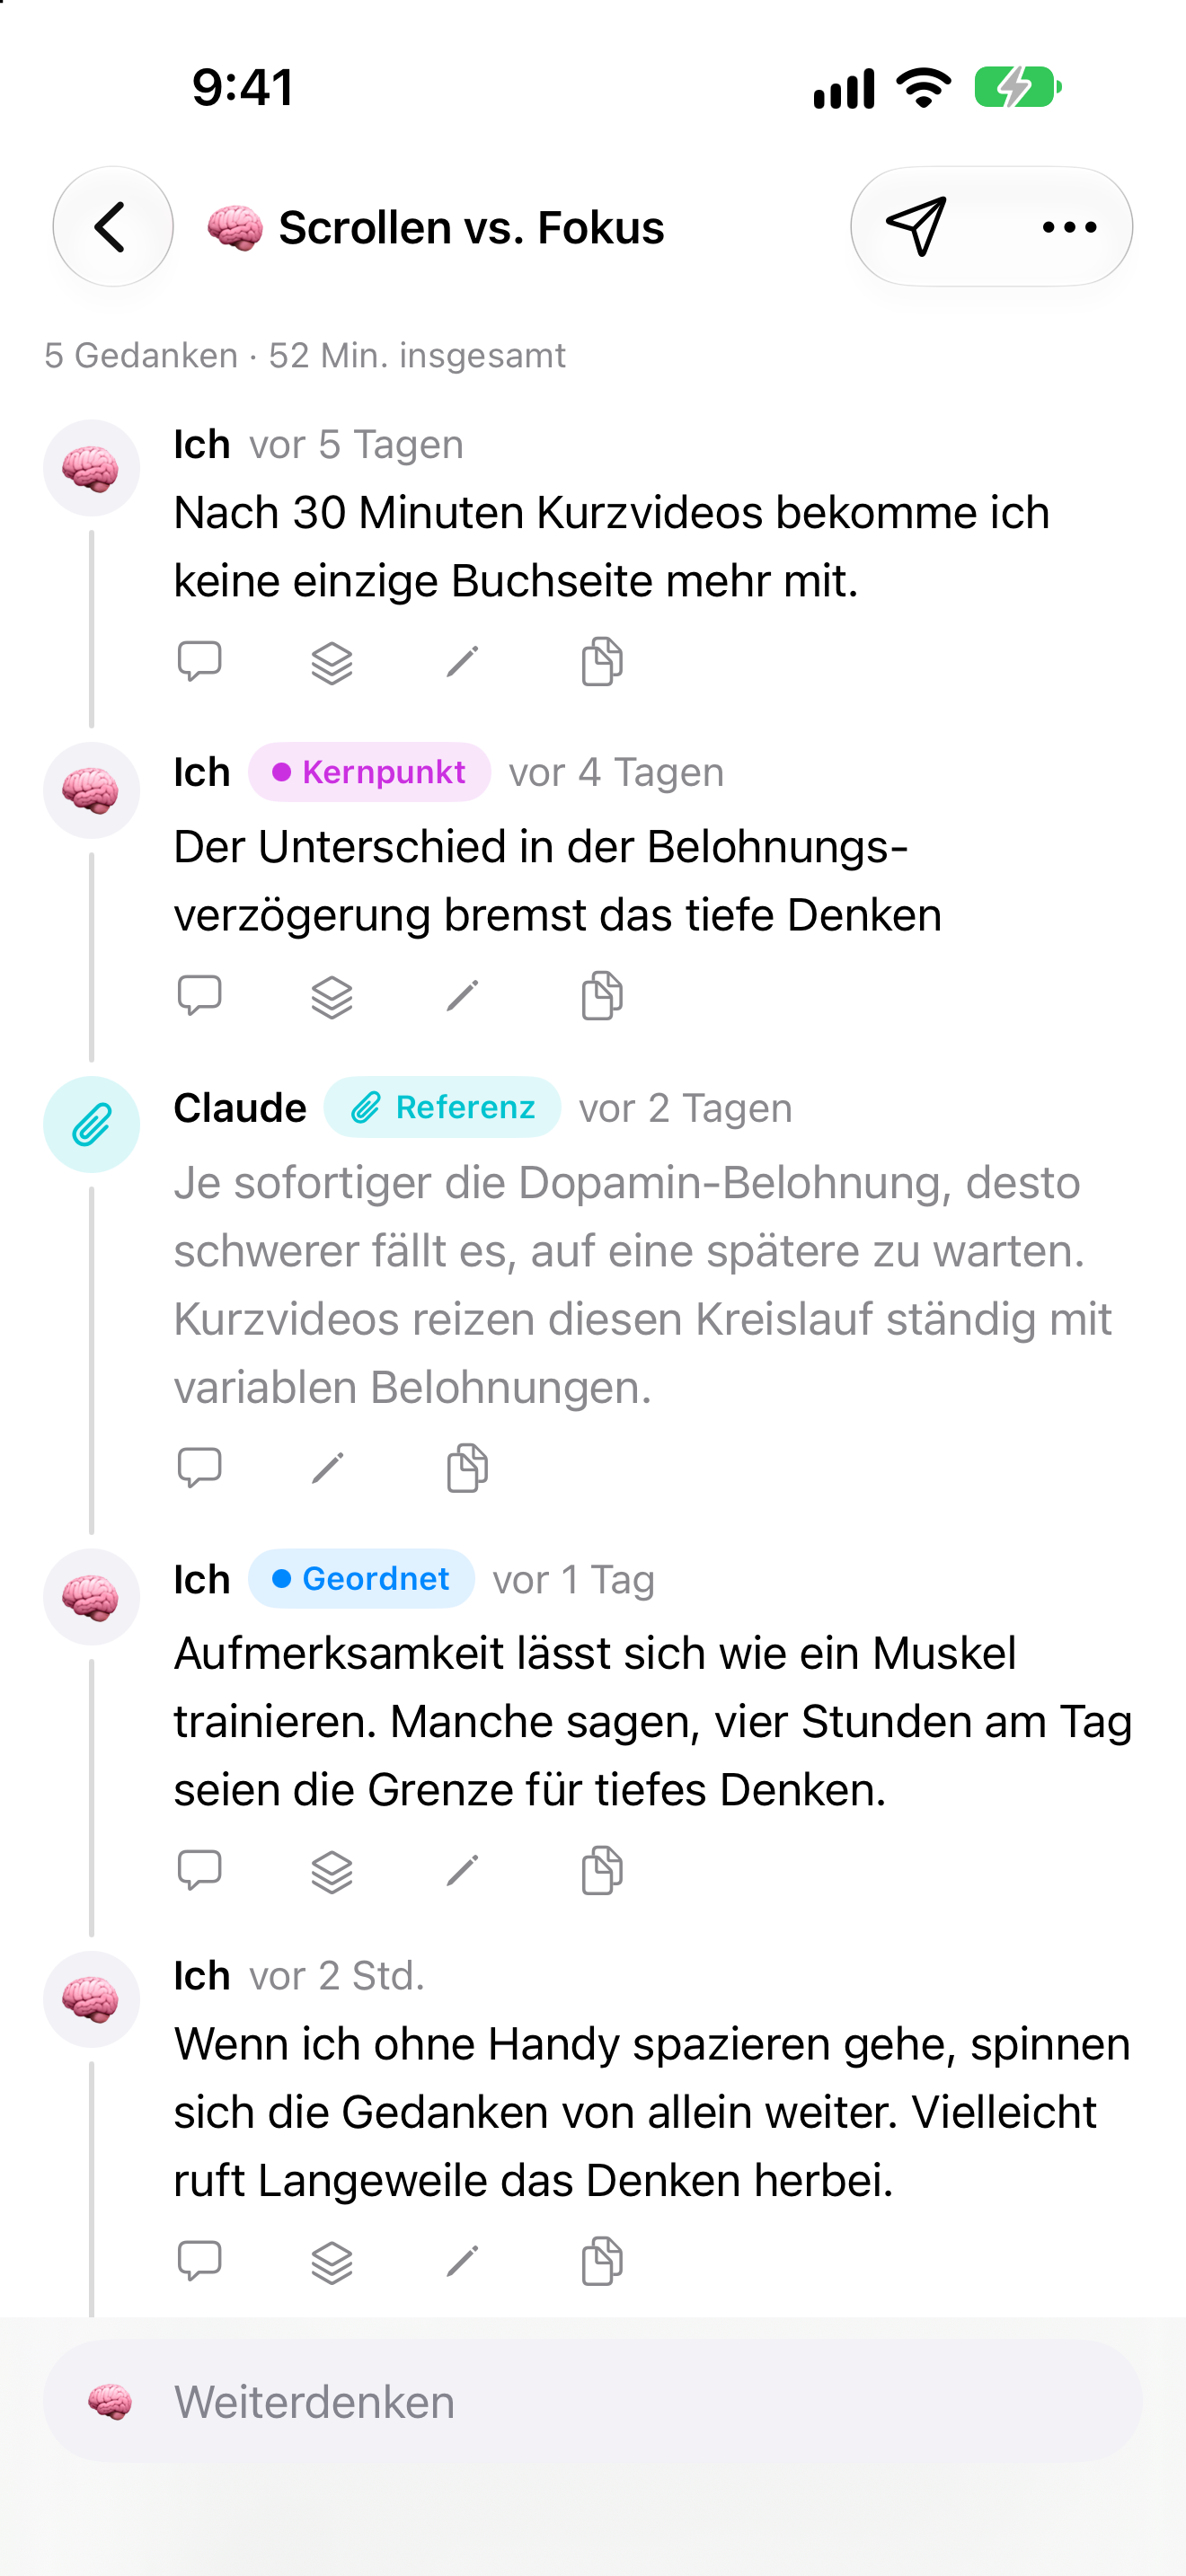 9:41
Scrollen vs. Fokus
5 Gedanken · 52 Min. insgesamt
Ich vor 5 Tagen
Nach 30 Minuten Kurzvideos bekomme ich
keine einzige Buchseite mehr mit.
Ich Kernpunkt vor 4 Tagen
Der Unterschied in der Belohnungs-
verzögerung bremst das tiefe Denken
Claude Referenz vor 2 Tagen
Je sofortiger die Dopamin-Belohnung, desto
schwerer fällt es, auf eine spätere zu warten.
Kurzvideos reizen diesen Kreislauf ständig mit
variablen Belohnungen.
Ich Geordnet vor 1 Tag
Aufmerksamkeit lässt sich wie ein Muskel
trainieren. Manche sagen, vier Stunden am Tag
seien die Grenze für tiefes Denken.
Ich vor 2 Std.
Wenn ich ohne Handy spazieren gehe, spinnen
sich die Gedanken von allein weiter. Vielleicht
ruft Langeweile das Denken herbei.
Weiterdenken